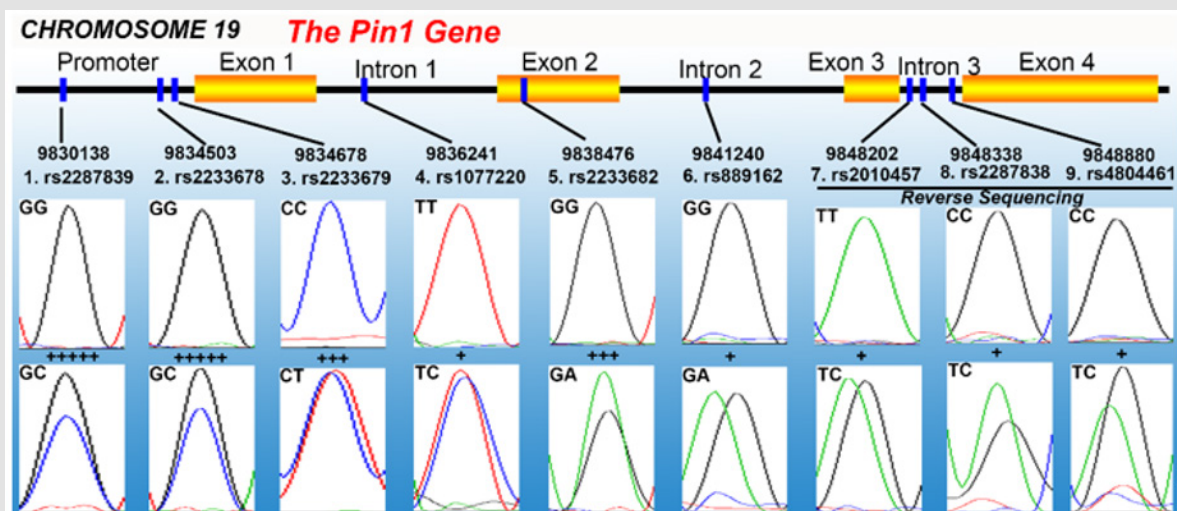 CHROMOSOME 19 The Pin1 Gene
Promoter Exon 1 Intron 1 Exon 2 Intron 2 Exon 3 Intron 3 Exon 4
9830138 9834503 9834678 9836241 9838476 9841240 9848202 9848338 9848880
1. rs2287839 2. rs2233678 3. rs2233679 4. rs1077220 5. rs2233682 6. rs889162 7. rs2010457 8. rs2287838 9. rs4804461
Reverse Sequencing
GG GG CC TT GG GG TT CC CC
+++++ +++++ +++ + +++ + + + +
GC GC CT TC GA GA TC TC TC